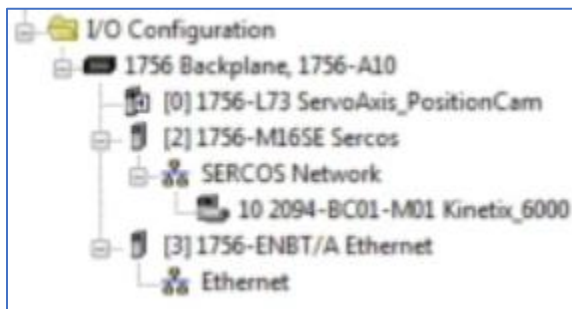 I/O Configuration
1756 Backplane, 1756-A10
[0] 1756-L73 ServoAxis_PositionCam
[2] 1756-M16SE Sercos
SERCOS Network
10 2094-BC01-M01 Kinetix_6000
[3] 1756-ENBT/A Ethernet
Ethernet